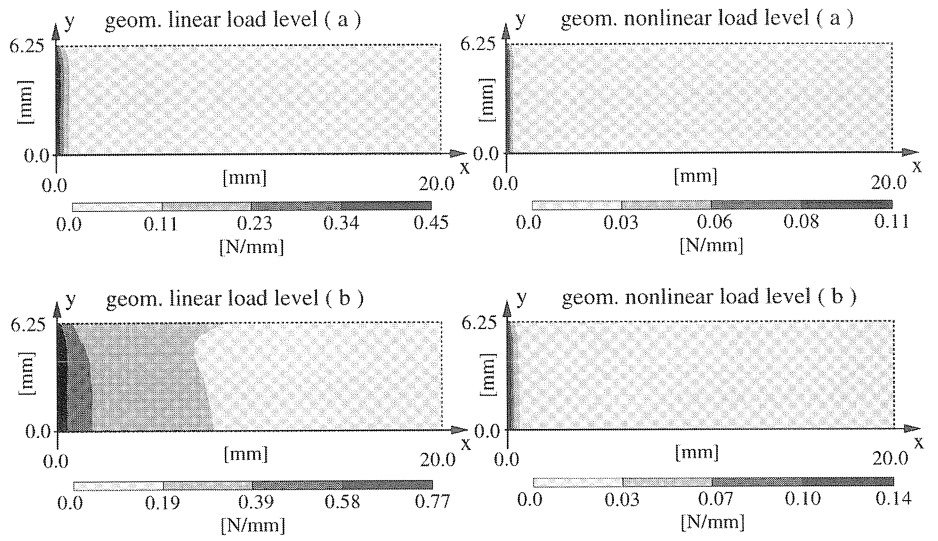 y geom. linear load level ( a )
6.25
[mm]
0.0
x
0.0 [mm] 20.0
0.0 0.11 0.23 0.34 0.45
[N/mm]
y geom. nonlinear load level ( a )
6.25
[mm]
0.0
x
0.0 [mm] 20.0
0.0 0.03 0.06 0.08 0.11
[N/mm]
y geom. linear load level ( b )
6.25
[mm]
0.0
x
0.0 [mm] 20.0
0.0 0.19 0.39 0.58 0.77
[N/mm]
y geom. nonlinear load level ( b )
6.25
[mm]
0.0
x
0.0 [mm] 20.0
0.0 0.03 0.07 0.10 0.14
[N/mm]